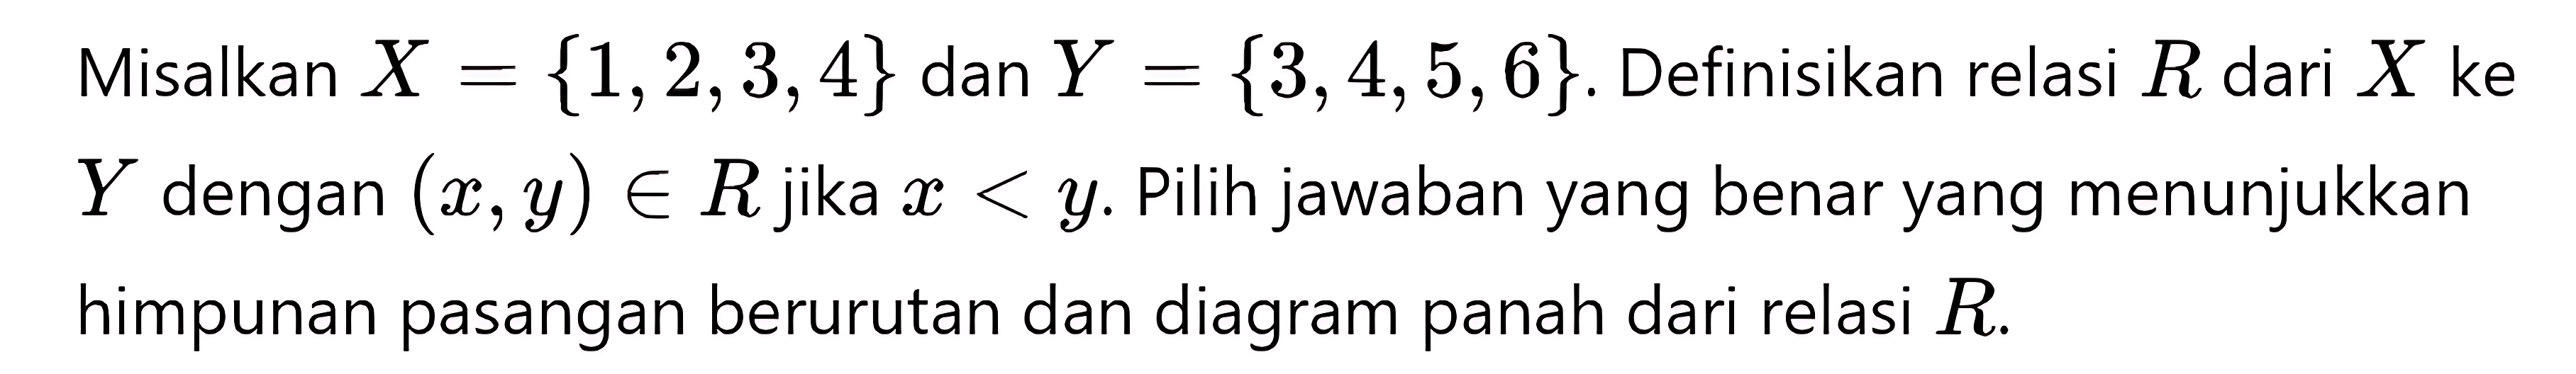 Misalkan X = {1, 2, 3, 4} dan Y = {3, 4, 5, 6}. Definisikan relasi R dari X ke
Y dengan (x, y) ∈ R jika x < y. Pilih jawaban yang benar yang menunjukkan
himpunan pasangan berurutan dan diagram panah dari relasi R.